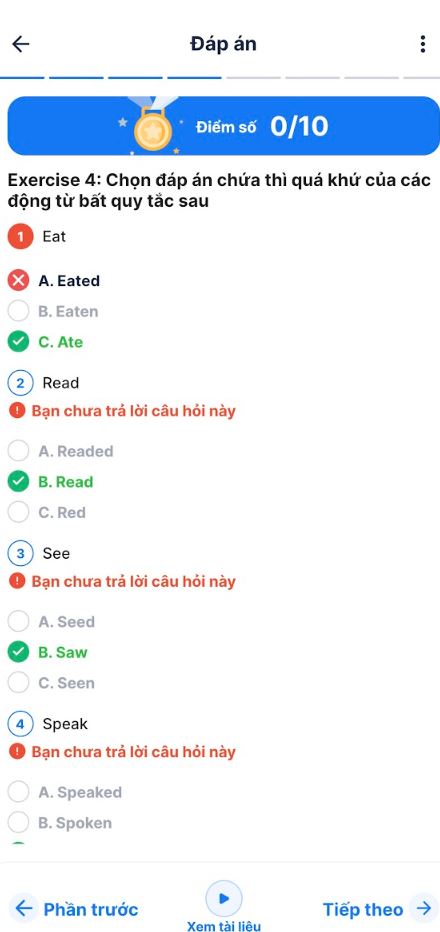 Đáp án
Điểm số 0/10
Exercise 4: Chọn đáp án chứa thì quá khứ của các
động từ bất quy tắc sau
1 Eat
A. Eated
B. Eaten
C. Ate
2 Read
Bạn chưa trả lời câu hỏi này
A. Readed
B. Read
C. Red
3 See
Bạn chưa trả lời câu hỏi này
A. Seed
B. Saw
C. Seen
4 Speak
Bạn chưa trả lời câu hỏi này
A. Speaked
B. Spoken
Phần trước
Xem tài liệu
Tiếp theo